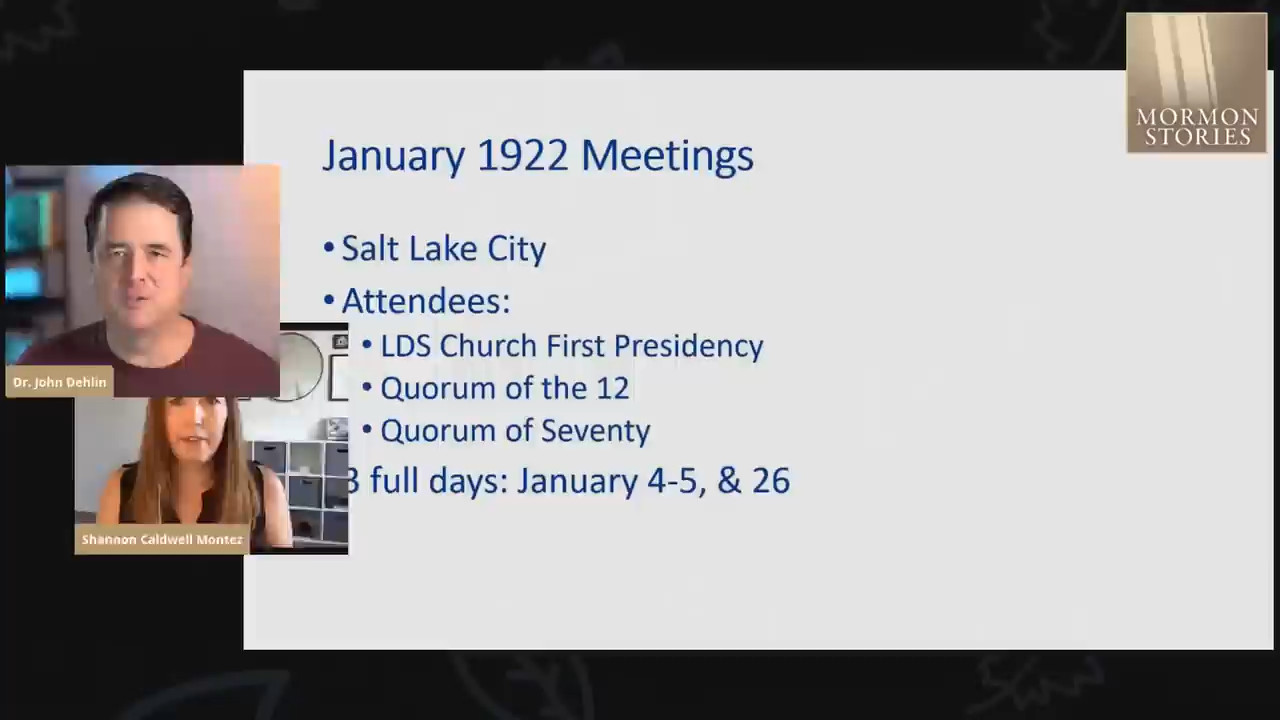 MORMON
STORIES
January 1922 Meetings
• Salt Lake City
• Attendees:
• LDS Church First Presidency
• Quorum of the 12
• Quorum of Seventy
3 full days: January 4-5, & 26
Dr. John Dehlin
Shannon Caldwell Montez